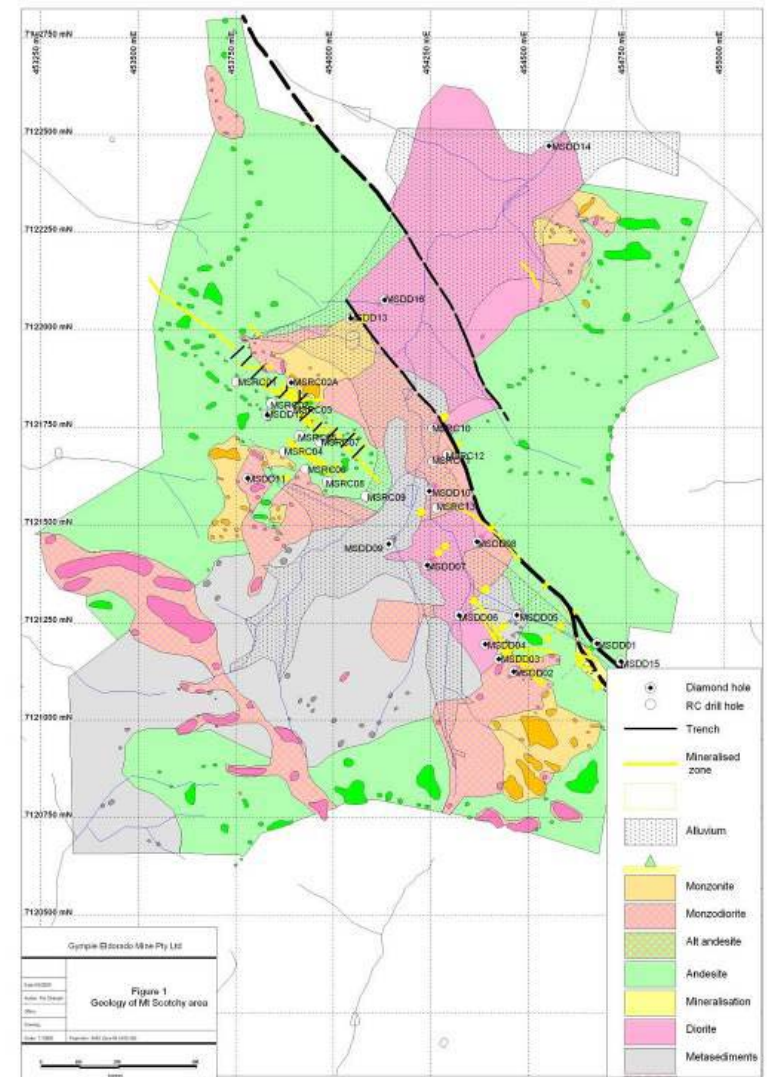 7122750 mN
453250 mE
453500 mE
453750 mE
454000 mE
454250 mE
454500 mE
454750 mE
455000 mE
7122500 mN
MSDD14
7122250 mN
MSDD16
7122000 mN
MSDD13
MSRC01
MSRC02A
MSRC03
7121750 mN
MSRC10
MSRC07
MSRC04
MSRC12
MSRC06
MSDD11
MSRC08
MSDD10
MSRC09
MSRC13
7121500 mN
MSDD09
MSDD08
MSDD07
7121250 mN
MSDD06
MSDD05
MSDD04
MSDD01
MSDD03
MSDD15
MSDD02
7121000 mN
7120750 mN
7120500 mN
Diamond hole
RC drill hole
Trench
Mineralised
zone
Alluvium
Monzonite
Monzodiorite
Alt andesite
Andesite
Mineralisation
Diorite
Metasediments
Gympie Eldorado Mine Pty Ltd
Figure 1
Geology of Mt Scotchy area